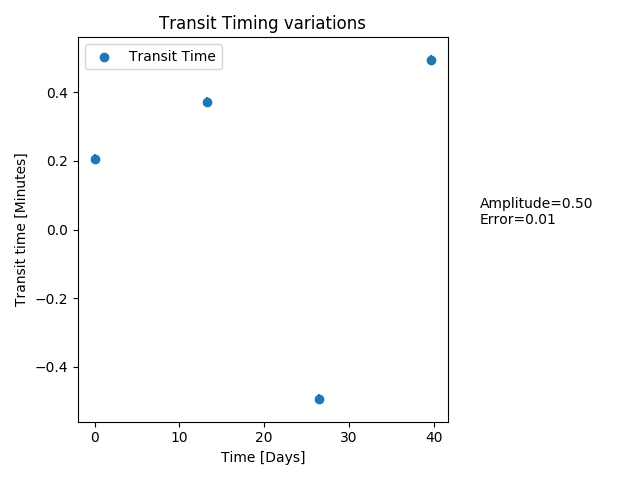 Transit Timing variations
Transit Time
0.4
0.2
0.0
−0.2
−0.4
Transit time [Minutes]
0
10
20
30
40
Time [Days]
Amplitude=0.50
Error=0.01